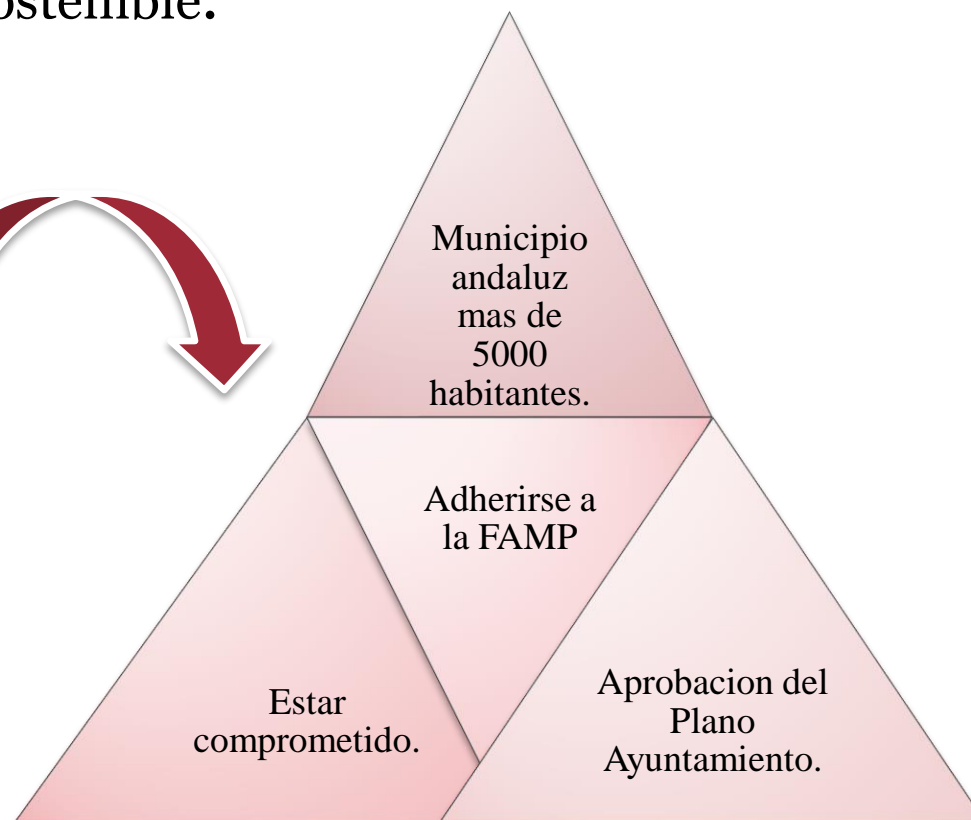 Municipio
andaluz
mas de
5000
habitantes.
Adherirse a
la FAMP
Estar
comprometido.
Aprobacion del
Plano
Ayuntamiento.